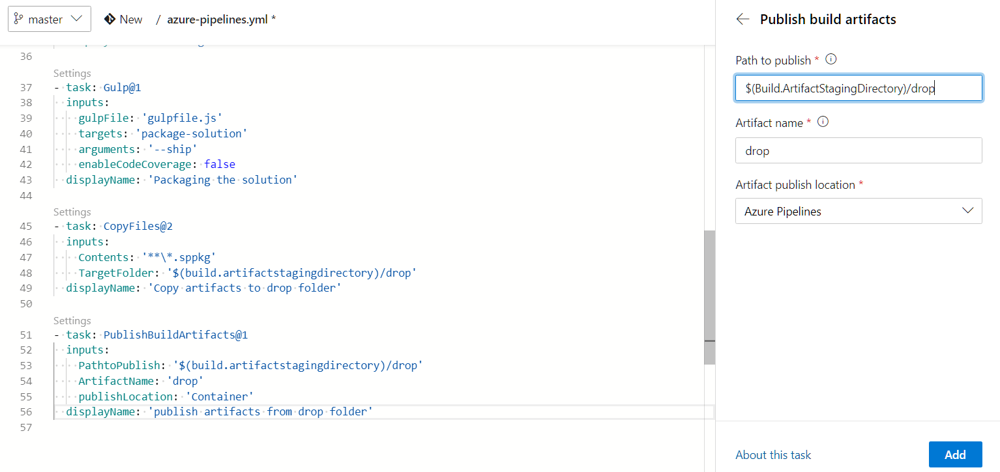 master New / azure-pipelines.yml *
36
Settings
37 - task: Gulp@1
38 inputs:
39 gulpFile: 'gulpfile.js'
40 targets: 'package-solution'
41 arguments: '--ship'
42 enableCodeCoverage: false
43 displayName: 'Packaging the solution'
44
Settings
45 - task: CopyFiles@2
46 inputs:
47 Contents: '**\*.sppkg'
48 TargetFolder: '$(build.artifactstagingdirectory)/drop'
49 displayName: 'Copy artifacts to drop folder'
50
Settings
51 - task: PublishBuildArtifacts@1
52 inputs:
53 PathtoPublish: '$(build.artifactstagingdirectory)/drop'
54 ArtifactName: 'drop'
55 publishLocation: 'Container'
56 displayName: 'publish artifacts from drop folder'
57
Publish build artifacts
Path to publish *
$(Build.ArtifactStagingDirectory)/drop
Artifact name *
drop
Artifact publish location *
Azure Pipelines
About this task
Add